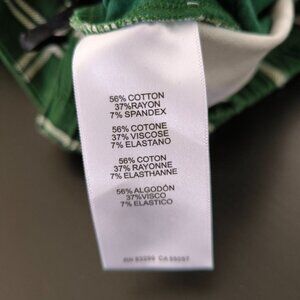 56% COTTON
37%RAYON
7% SPANDEX
56% COTONE
37% VISCOSE
7% ELASTANO
56% COTON
37% RAYONNE
7% ELASTHANNE
56% ALGODÓN
37%VISCO
7% ELASTICO